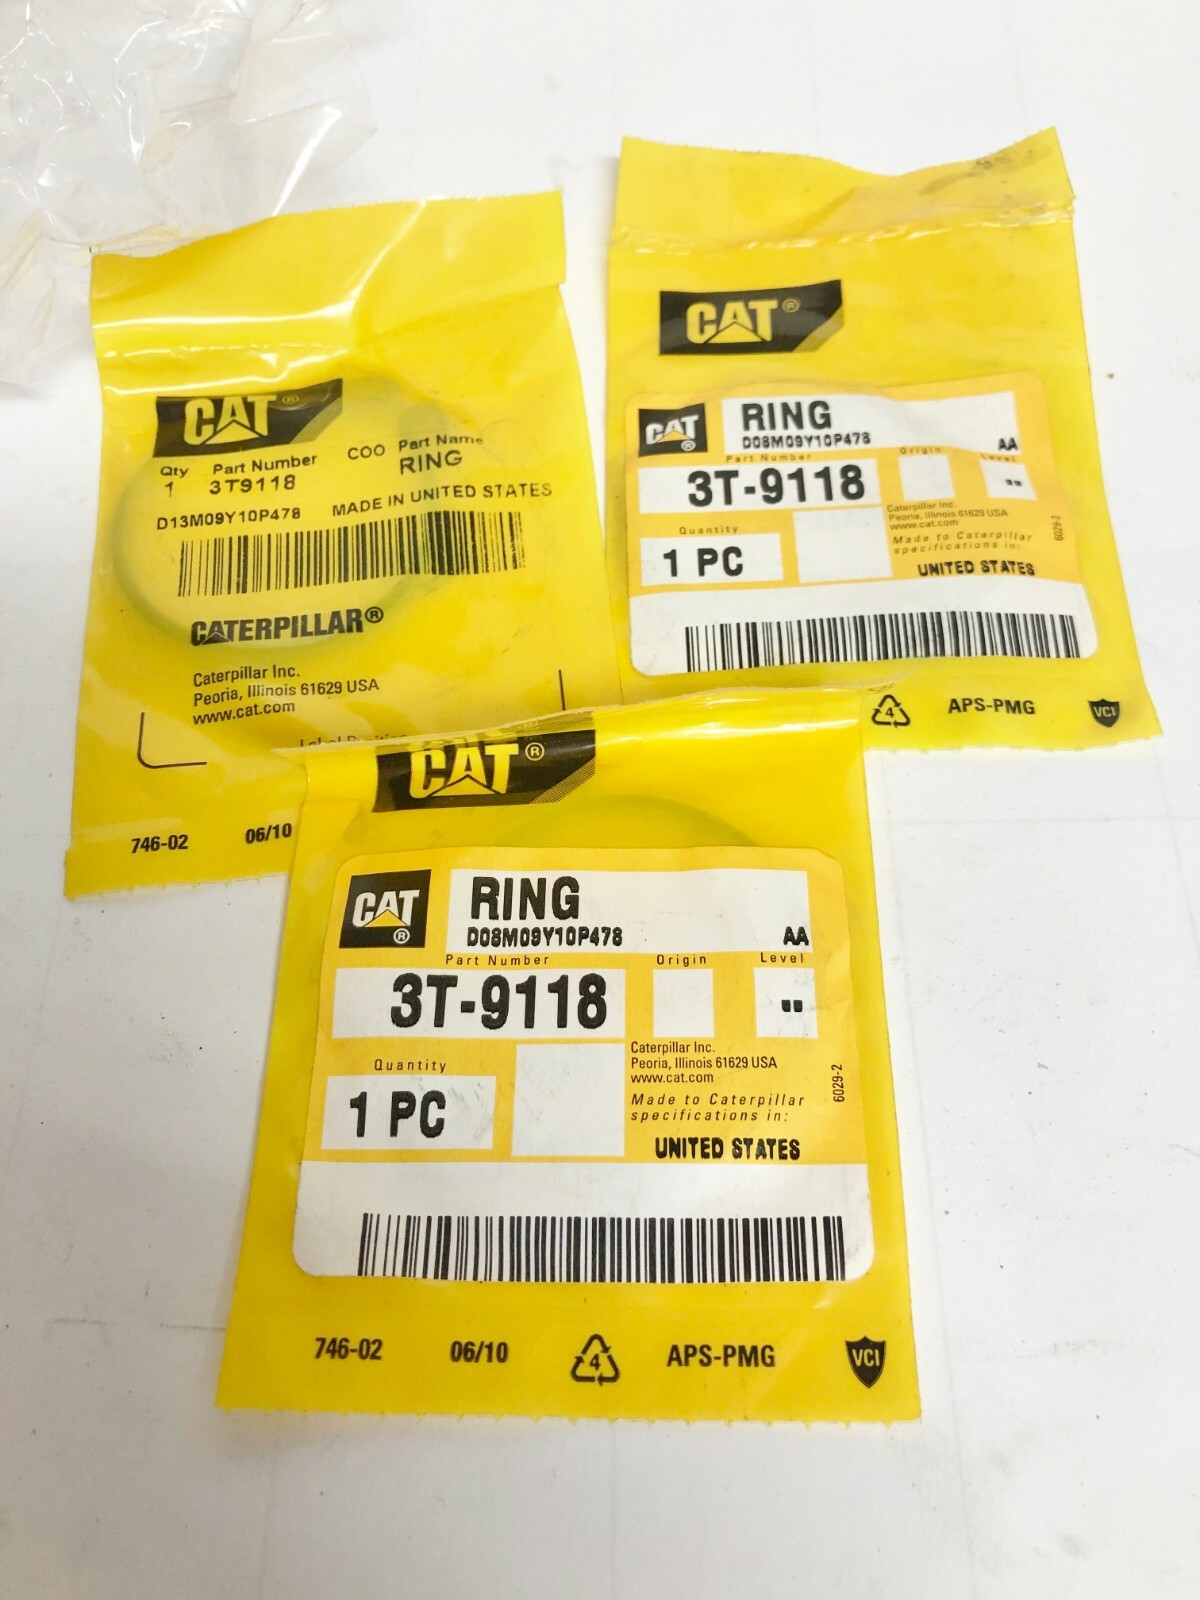 CAT®
Qty Part Number COO Part Name
1 3T9118 RING
D13M09Y10P478 MADE IN UNITED STATES
CATERPILLAR®
Caterpillar Inc.
Peoria, Illinois 61629 USA
www.cat.com
746-02 06/10
CAT®
CAT
RING
D08M09Y10P478 AA
Part Number Origin Level
3T-9118 "
Quantity
1 PC
Caterpillar Inc.
Peoria, Illinois 61629 USA
www.cat.com
Made to Caterpillar
specifications in:
UNITED STATES
6029-2
4 APS-PMG VCI
CAT®
CAT®
RING
D08M09Y10P478 AA
Part Number Origin Level
3T-9118 "
Quantity
1 PC
Caterpillar Inc.
Peoria, Illinois 61629 USA
www.cat.com
Made to Caterpillar
specifications in:
UNITED STATES
6029-2
746-02 06/10 4 APS-PMG VCI